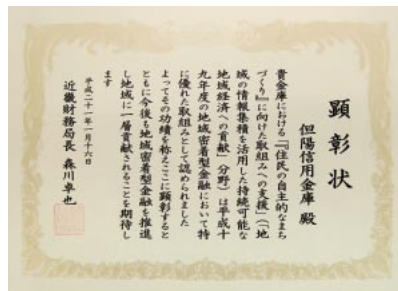 顕彰状
但陽信用金庫 殿
貴金庫における『住民の自主的なまち
づくり』に向けた取組みへの支援」(「地
域の情報集積を活用した持続可能な
地域経済への貢献」分野)は平成十
九年度の地域密着型金融において特
に優れた取組みとして認められました
よってその功績を称えここに顕彰すると
ともに今後も地域密着型金融を推進
し地域に一層貢献されることを期待し
ます
平成二十一年一月十六日
近畿財務局長 森川卓也